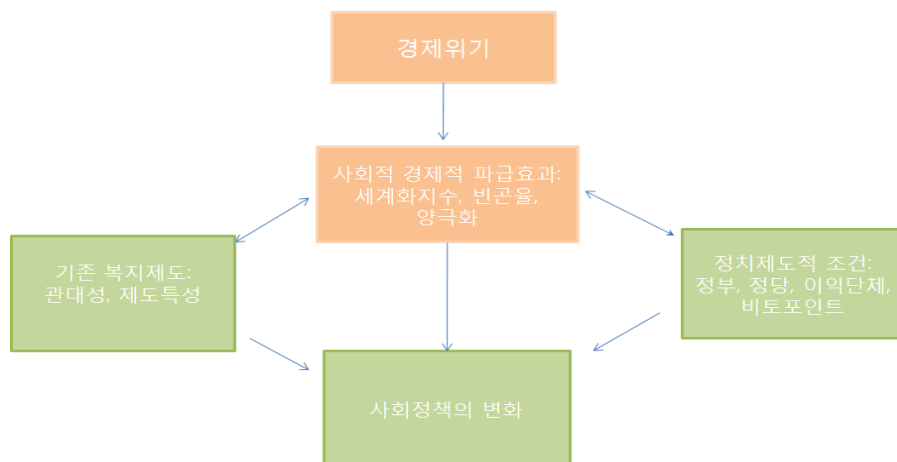 경제위기
사회적 경제적 파급효과:
세계화지수, 빈곤율,
양극화
기존 복지제도:
관대성, 제도특성
정치제도적 조건:
정부, 정당, 이익단체,
비토포인트
사회정책의 변화